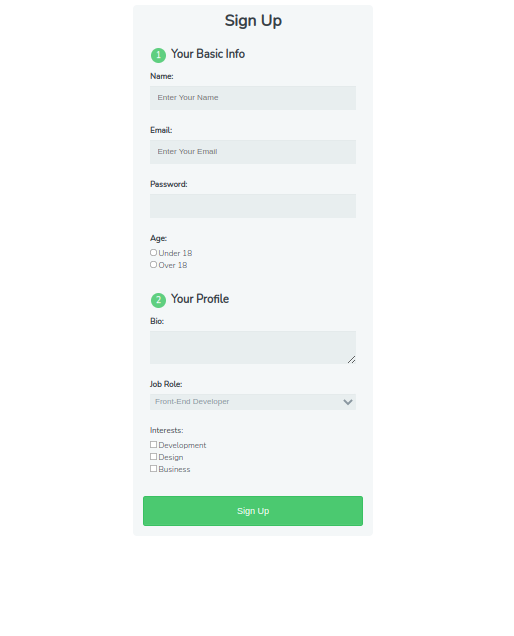 Sign Up
1 Your Basic Info
Name:
Enter Your Name
Email:
Enter Your Email
Password:
Age:
Under 18
Over 18
2 Your Profile
Bio:
Job Role:
Front-End Developer
Interests:
Development
Design
Business
Sign Up